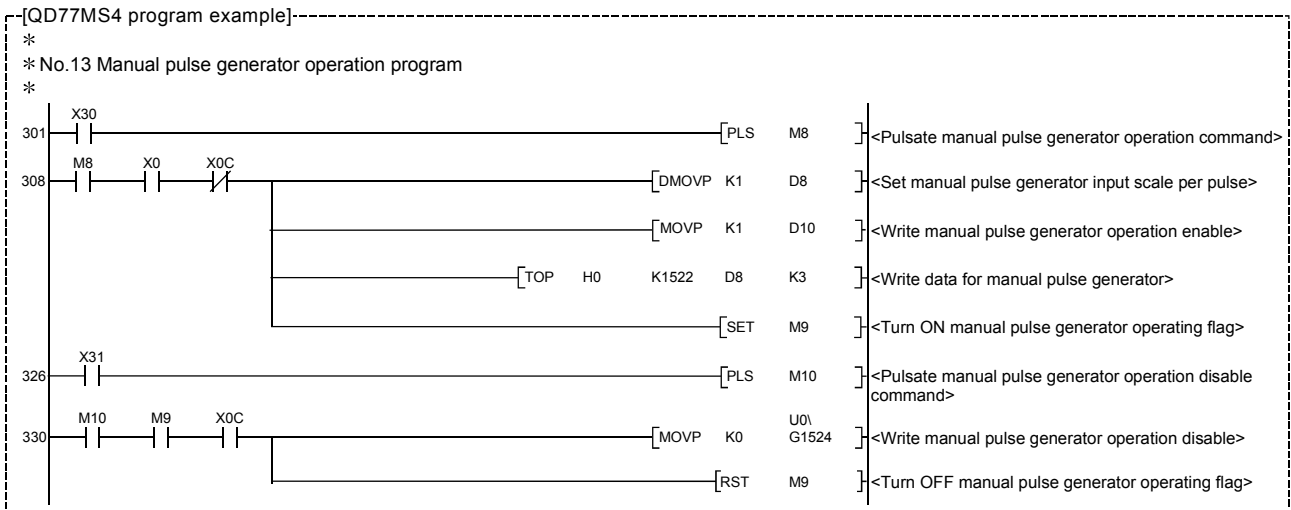 [QD77MS4 program example]
*
* No.13 Manual pulse generator operation program
*
X30
301 [PLS M8 ] <Pulsate manual pulse generator operation command>
M8 X0 X0C
308 [DMOVP K1 D8 ] <Set manual pulse generator input scale per pulse>
[MOVP K1 D10 ] <Write manual pulse generator operation enable>
[TOP H0 K1522 D8 K3 ] <Write data for manual pulse generator>
[SET M9 ] <Turn ON manual pulse generator operating flag>
X31
326 [PLS M10 ] <Pulsate manual pulse generator operation disable
command>
M10 M9 X0C U0\
330 [MOVP K0 G1524 ] <Write manual pulse generator operation disable>
[RST M9 ] <Turn OFF manual pulse generator operating flag>